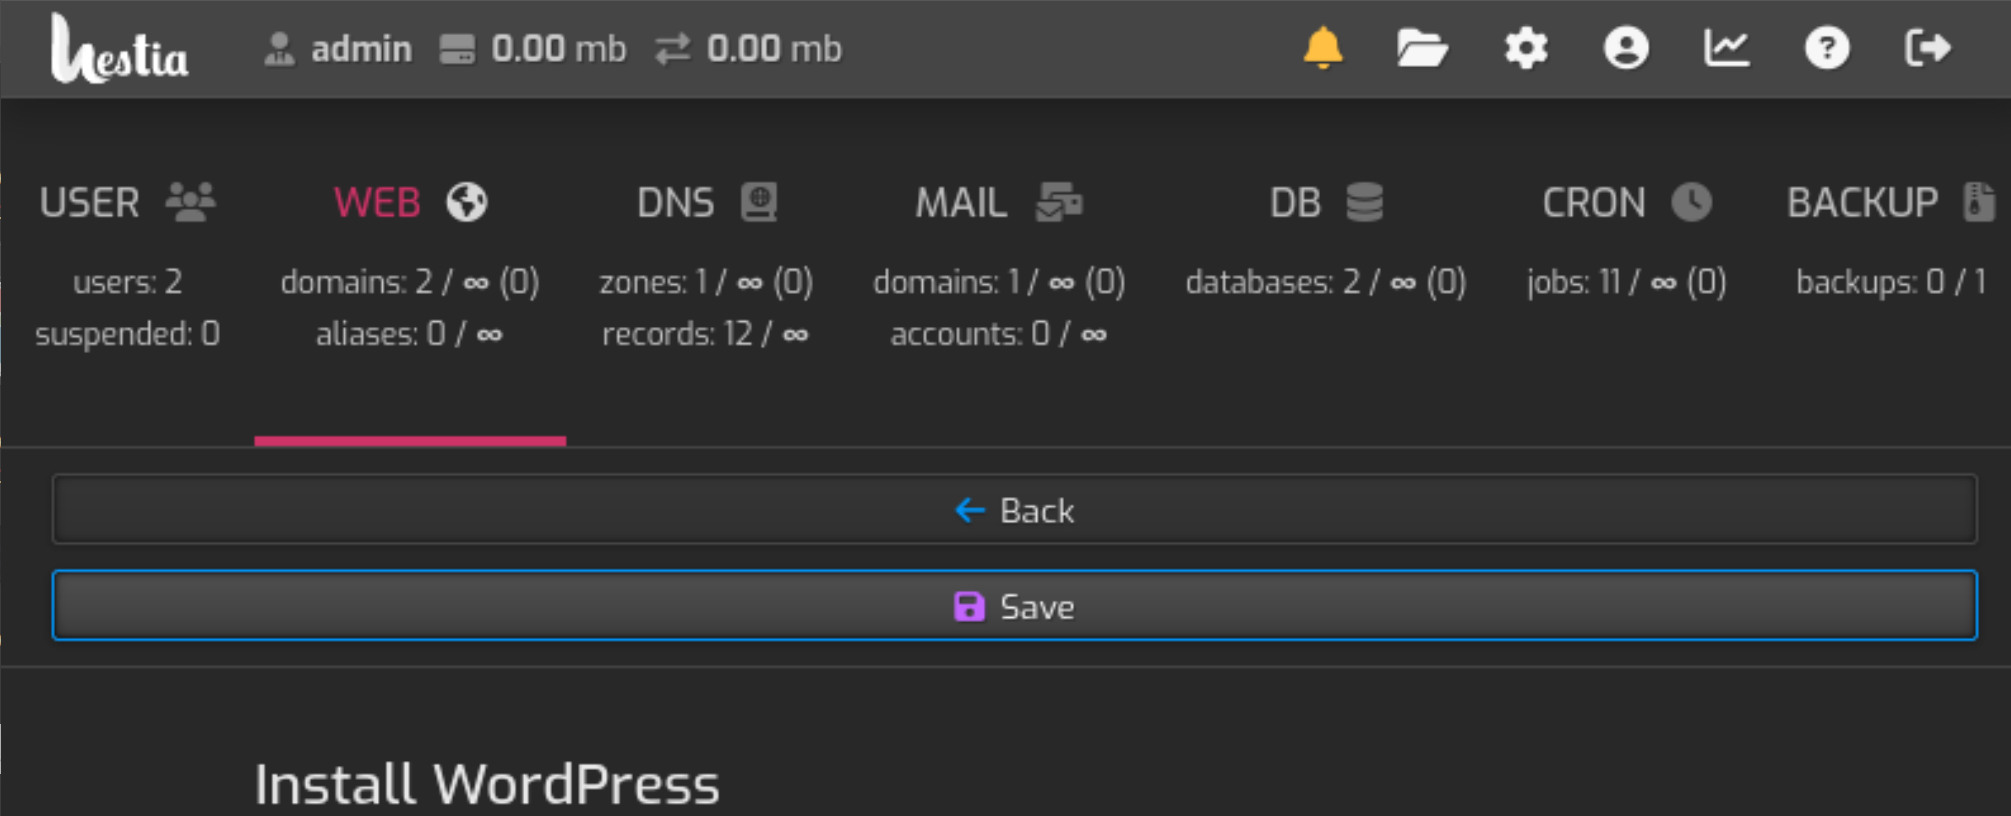 hestia admin 0.00 mb 0.00 mb
USER WEB DNS MAIL DB CRON BACKUP
users: 2 domains: 2 / ∞ (0) zones: 1 / ∞ (0) domains: 1 / ∞ (0) databases: 2 / ∞ (0) jobs: 11 / ∞ (0) backups: 0 / 1
suspended: 0 aliases: 0 / ∞ records: 12 / ∞ accounts: 0 / ∞
Back
Save
Install WordPress